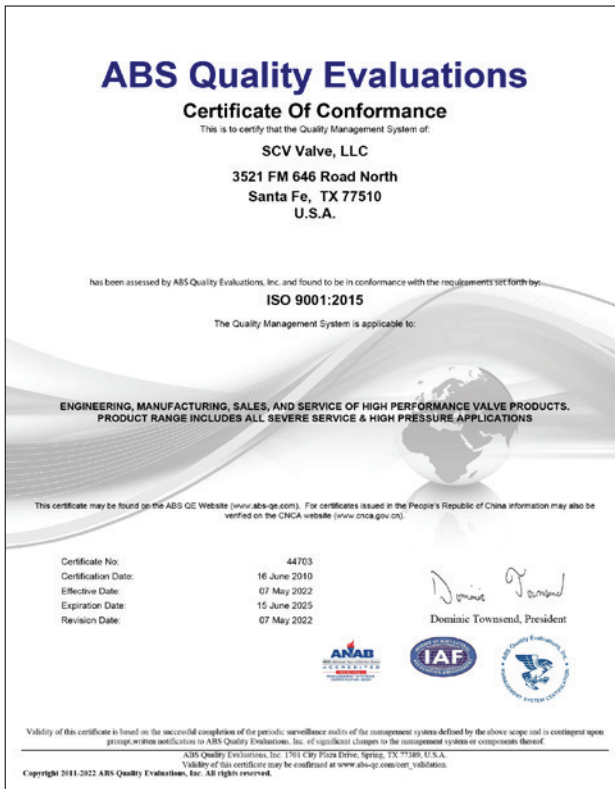 ABS Quality Evaluations
Certificate Of Conformance
This is to certify that the Quality Management System of:
SCV Valve, LLC
3521 FM 646 Road North
Santa Fe, TX 77510
U.S.A.
has been assessed by ABS Quality Evaluations, Inc. and found to be in conformance with the requirements set forth by:
ISO 9001:2015
The Quality Management System is applicable to:
ENGINEERING, MANUFACTURING, SALES, AND SERVICE OF HIGH PERFORMANCE VALVE PRODUCTS.
PRODUCT RANGE INCLUDES ALL SEVERE SERVICE & HIGH PRESSURE APPLICATIONS
This certificate may be found on the ABS QE Website (www.abs-qe.com). For certificates issued in the People's Republic of China information may also be
verified on the CNCA website (www.cnca.gov.cn).
Certificate No: 44703
Certification Date: 16 June 2010
Effective Date: 07 May 2022
Expiration Date: 15 June 2025
Revision Date: 07 May 2022
Dominic Townsend
Dominic Townsend, President
ANAB
ACCREDITED
IAF
ABS Quality Evaluations, Inc.
MANAGEMENT SYSTEM CERTIFICATION
Validity of this certificate is based on the successful completion of the periodic surveillance audits of the management system defined by the above scope and is contingent upon
prompt,written notification to ABS Quality Evaluations, Inc. of significant changes to the management system or components thereof.
ABS Quality Evaluations, Inc. 1701 City Plaza Drive, Spring, TX 77389, U.S.A.
Validity of this certificate may be confirmed at www.abs-qe.com/cert_validation.
Copyright 2011-2022 ABS Quality Evaluations, Inc. All rights reserved.